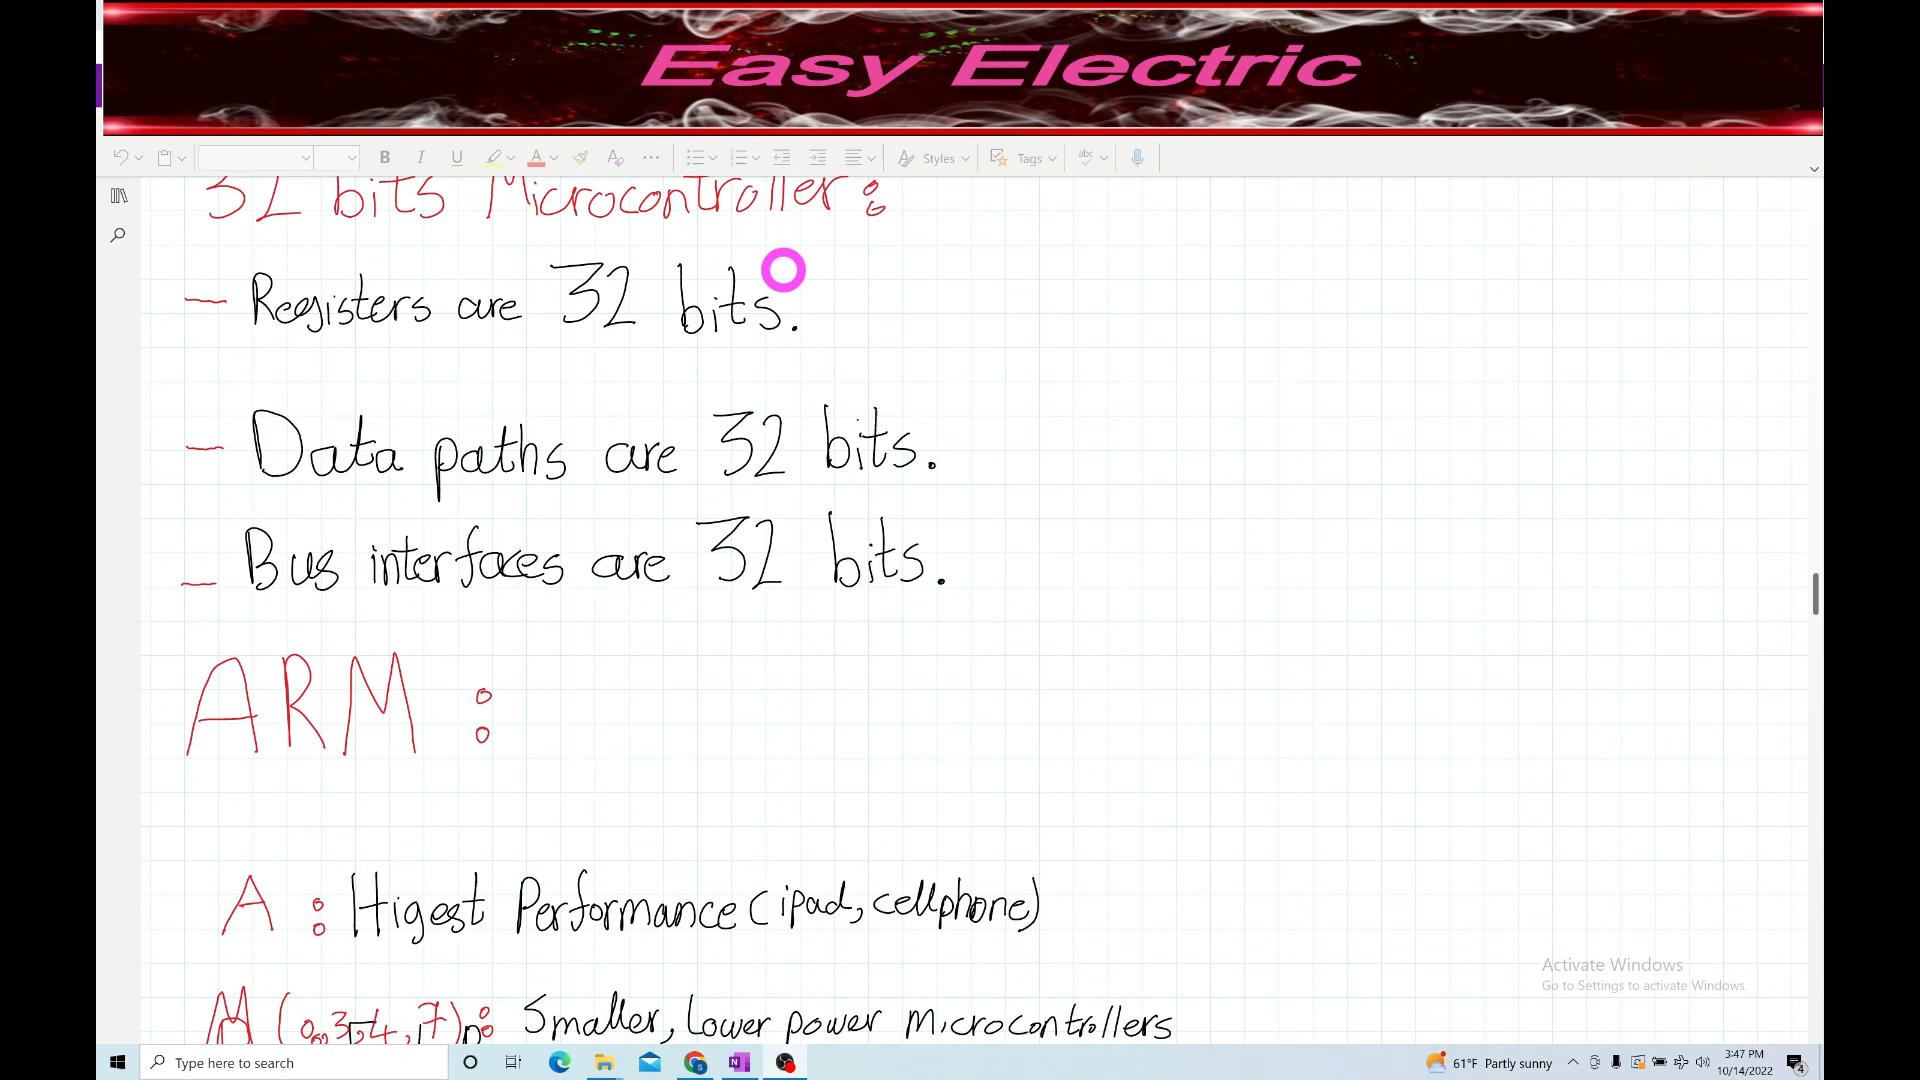 Easy Electric
B I U A Styles Tags abc
32 bits Microcontroller:
- Registers are 32 bits.
- Data paths are 32 bits.
- Bus interfaces are 32 bits.
ARM :
A : Higest Performance (ipad, cellphone)
Smaller, Lower power Microcontrollers
Activate Windows
Go to Settings to activate Windows.
Type here to search
61°F Partly sunny
3:47 PM
10/14/2022
4